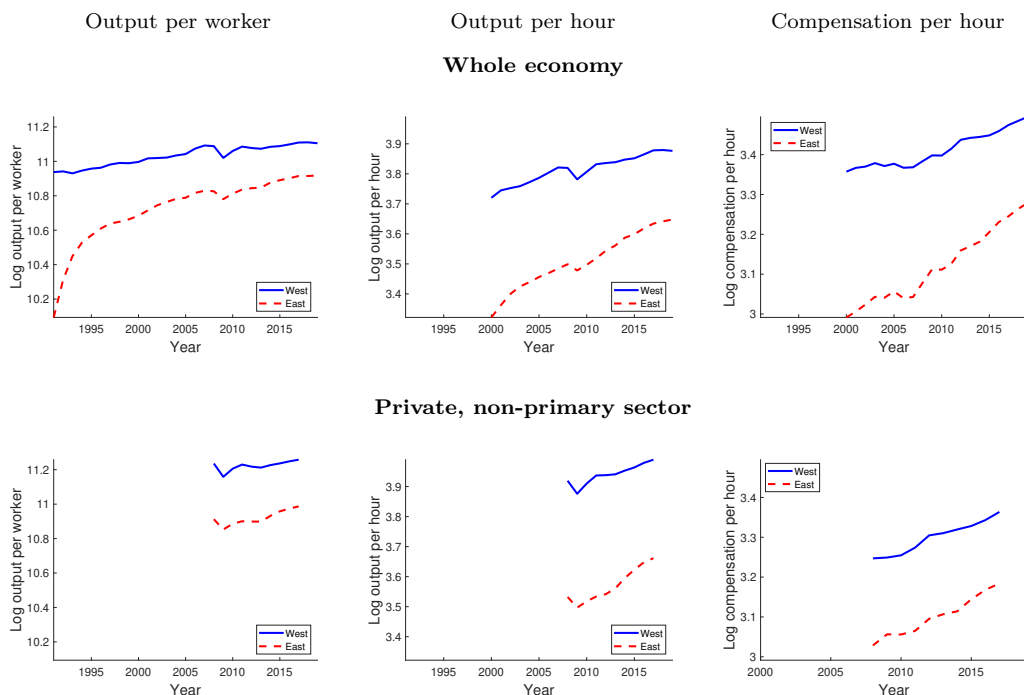 Output per worker
Output per hour
Compensation per hour
Whole economy
Log output per worker
11.2
11
10.8
10.6
10.4
10.2
1995 2000 2005 2010 2015
Year
West
East
Log output per hour
3.9
3.8
3.7
3.6
3.5
3.4
1995 2000 2005 2010 2015
Year
West
East
Log compensation per hour
3.4
3.3
3.2
3.1
3
1995 2000 2005 2010 2015
Year
West
East
Private, non-primary sector
Log output per worker
11.2
11
10.8
10.6
10.4
10.2
1995 2000 2005 2010 2015
Year
West
East
Log output per hour
3.9
3.8
3.7
3.6
3.5
3.4
1995 2000 2005 2010 2015
Year
West
East
Log compensation per hour
3.4
3.3
3.2
3.1
3
2000 2005 2010 2015
Year
West
East